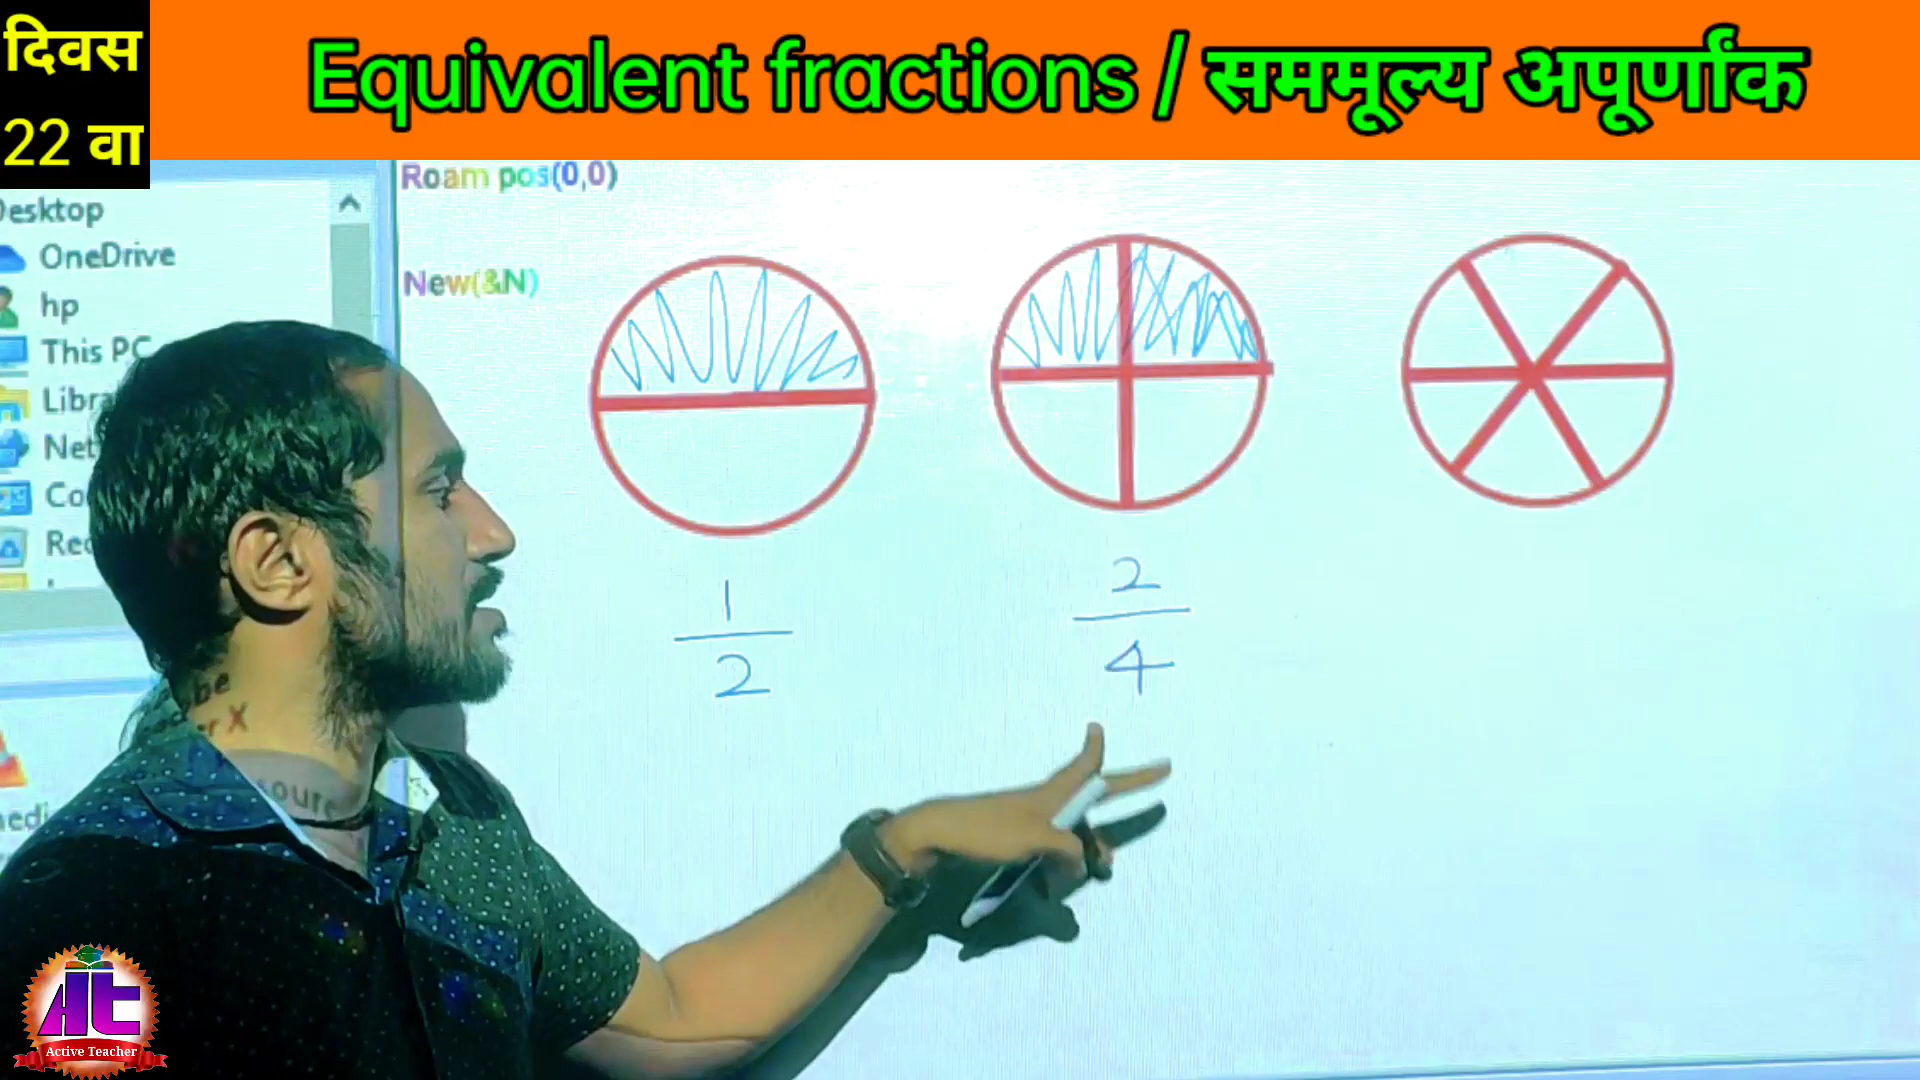 दिवस
22 वा
Equivalent fractions / सममूल्य अपूर्णांक
Roam pos(0,0)
New(&N)
Desktop
OneDrive
hp
This PC
1
2
2
4
Active Teacher